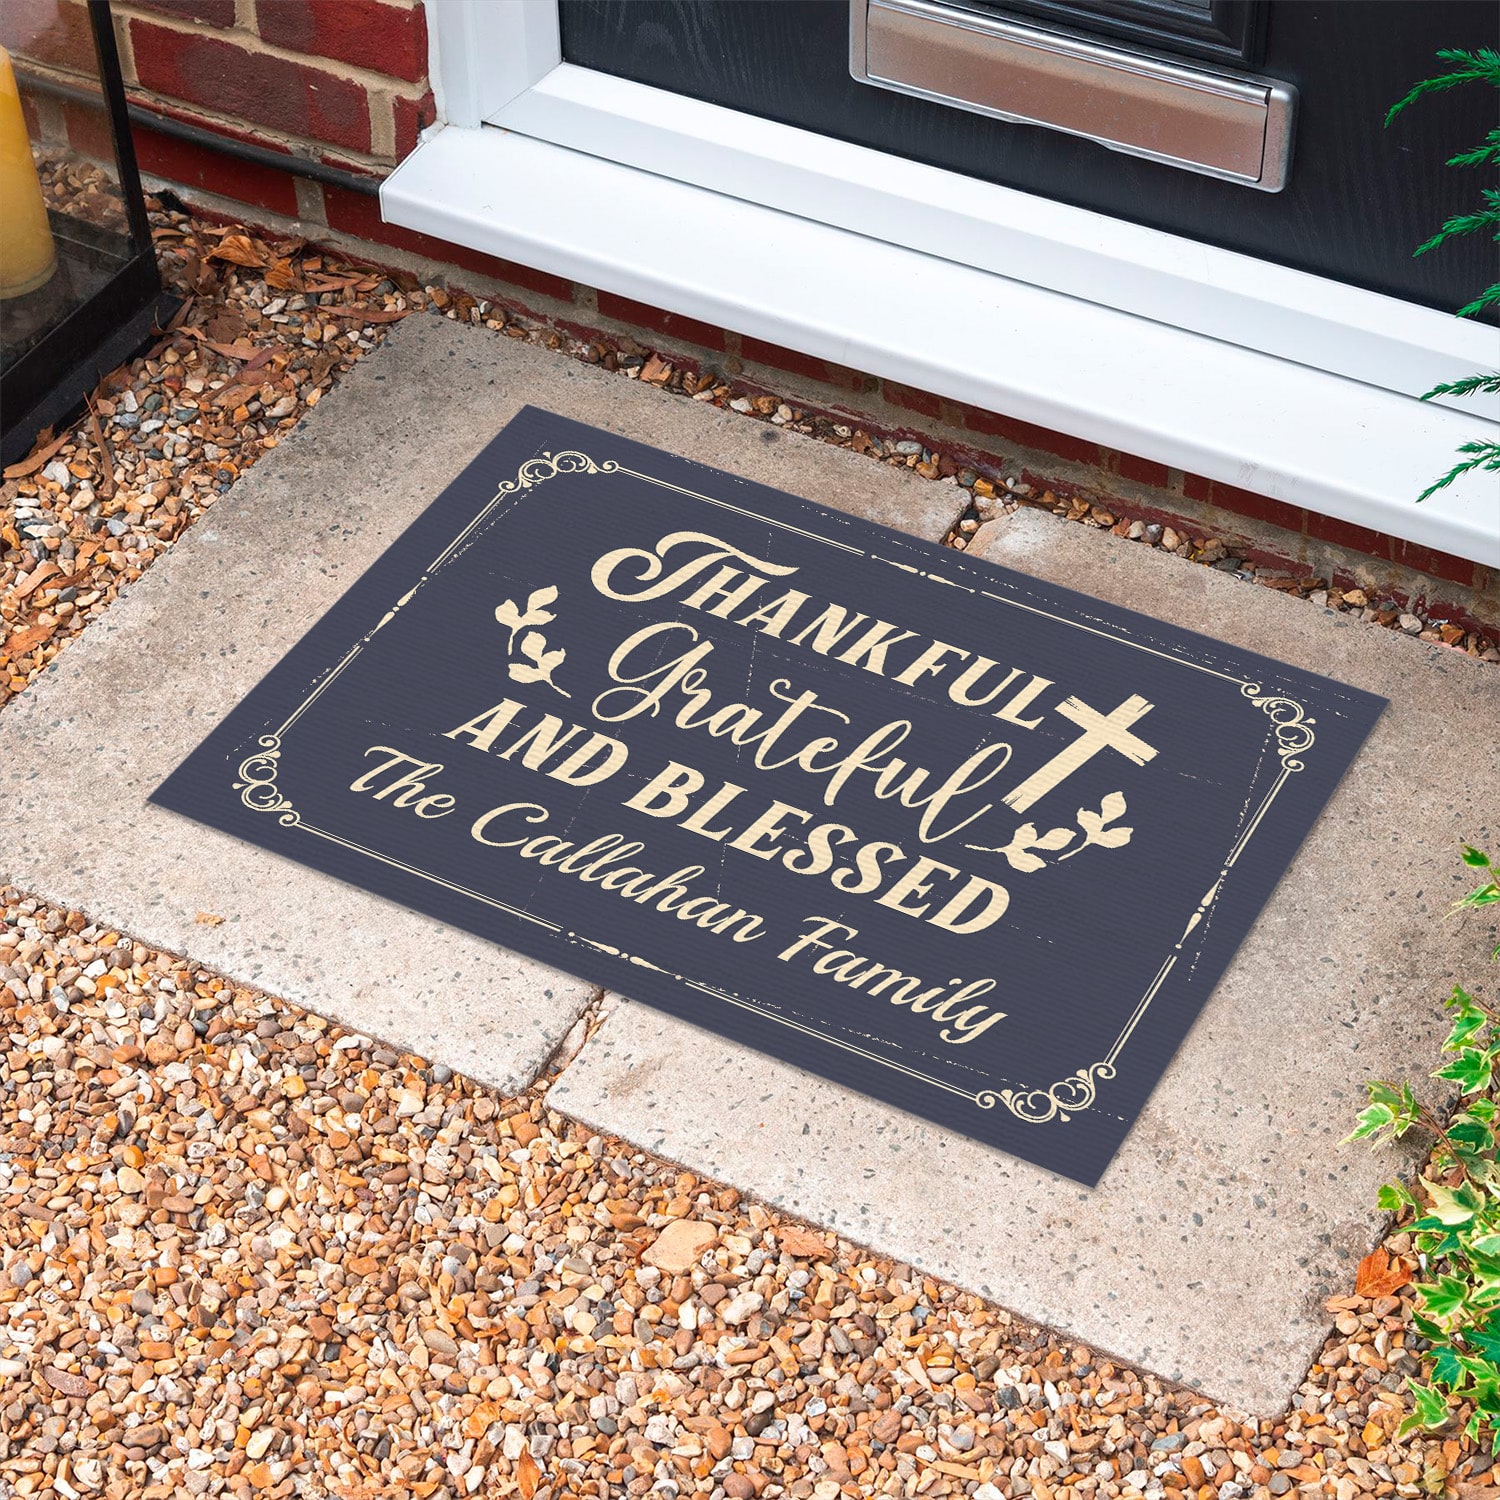 THANKFUL
Grateful
AND BLESSED
The Callahan Family